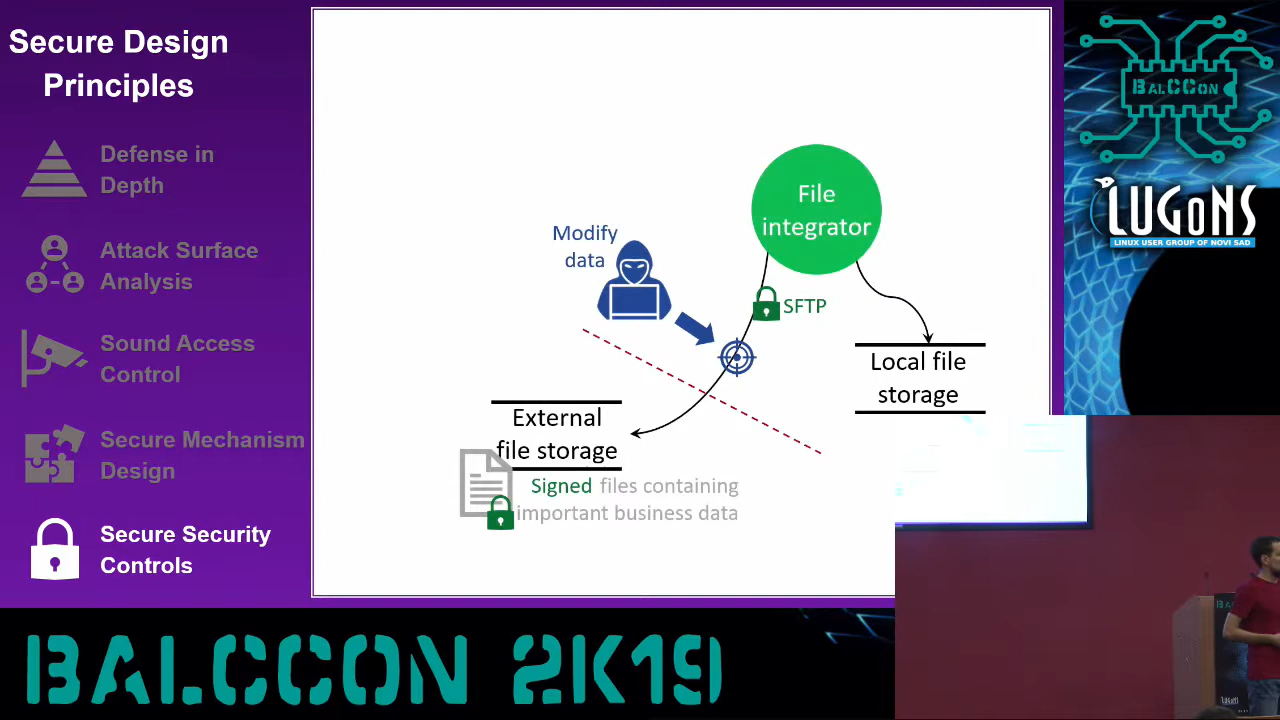 Secure Design
Principles
Defense in
Depth
Attack Surface
Analysis
Sound Access
Control
Secure Mechanism
Design
Secure Security
Controls
File
integrator
Modify
data
SFTP
Local file
storage
External
file storage
Signed files containing
important business data
BALCCON
LUGONS
LINUX USER GROUP OF NOVI SAD
BALCCON 2K19